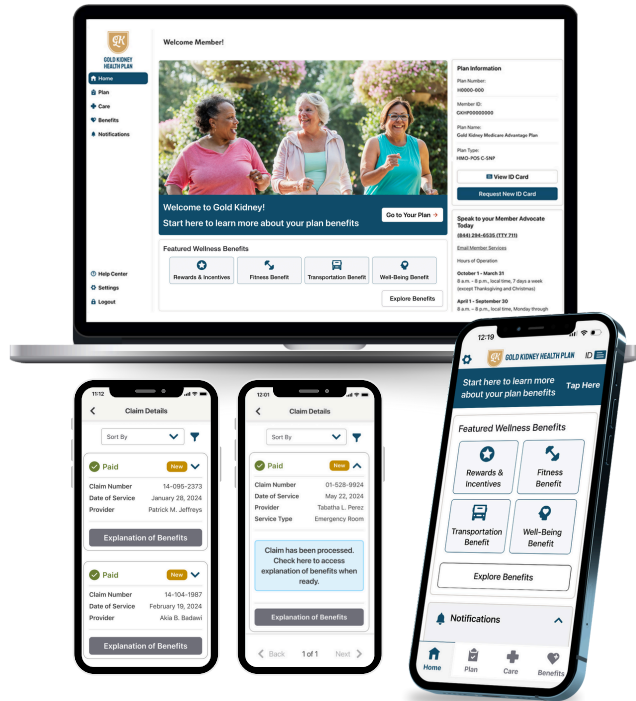 GK
GOLD KIDNEY
HEALTH PLAN
Home
Plan
Care
Benefits
Notifications
Help Center
Settings
Logout
Welcome Member!
Welcome to Gold Kidney!
Start here to learn more about your plan benefits
Go to Your Plan →
Featured Wellness Benefits
Rewards & Incentives
Fitness Benefit
Transportation Benefit
Well-Being Benefit
Explore Benefits
Plan Information
Plan Number:
H0000-000
Member ID:
GKHP00000000
Plan Name:
Gold Kidney Medicare Advantage Plan
Plan Type:
HMO-POS C-SNP
View ID Card
Request New ID Card
Speak to your Member Advocate
Today
(844) 294-6535 (TTY 711)
Email Member Services
Hours of Operation
October 1 - March 31
8 a.m. - 8 p.m., local time, 7 days a week
(except Thanksgiving and Christmas)
April 1 - September 30
8 a.m. - 8 p.m., local time, Monday through
11:12
Claim Details
Sort By
Paid
New
Claim Number 14-095-2373
Date of Service January 28, 2024
Provider Patrick M. Jeffreys
Explanation of Benefits
Paid
New
Claim Number 14-104-1987
Date of Service February 19, 2024
Provider Akia B. Badawi
Explanation of Benefits
12:01
Claim Details
Sort By
Paid
New
Claim Number 01-528-9924
Date of Service May 22, 2024
Provider Tabatha L. Perez
Service Type Emergency Room
Claim has been processed.
Check here to access
explanation of benefits when
ready.
Explanation of Benefits
Back 1 of 1 Next
12:19
GK
GOLD KIDNEY HEALTH PLAN
ID
Start here to learn more
about your plan benefits
Tap Here
Featured Wellness Benefits
Rewards &
Incentives
Fitness
Benefit
Transportation
Benefit
Well-Being
Benefit
Explore Benefits
Notifications
Home
Plan
Care
Benefits